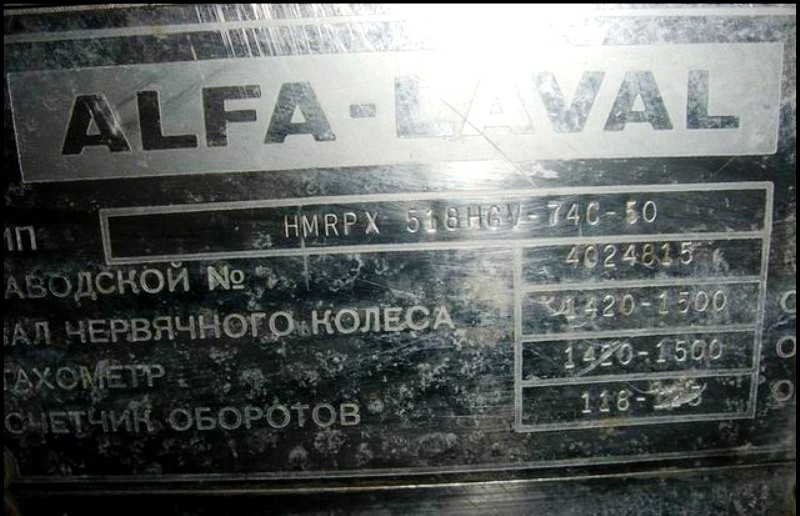 ALFA-LAVAL
ИП HMRPX 518HGV-74C-50
АВОДСКОЙ № 4024815
АЛ ЧЕРВЯЧНОГО КОЛЕСА 1420-1500 О
АХОМЕТР 1420-1500 О
СЧЕТЧИК ОБОРОТОВ О